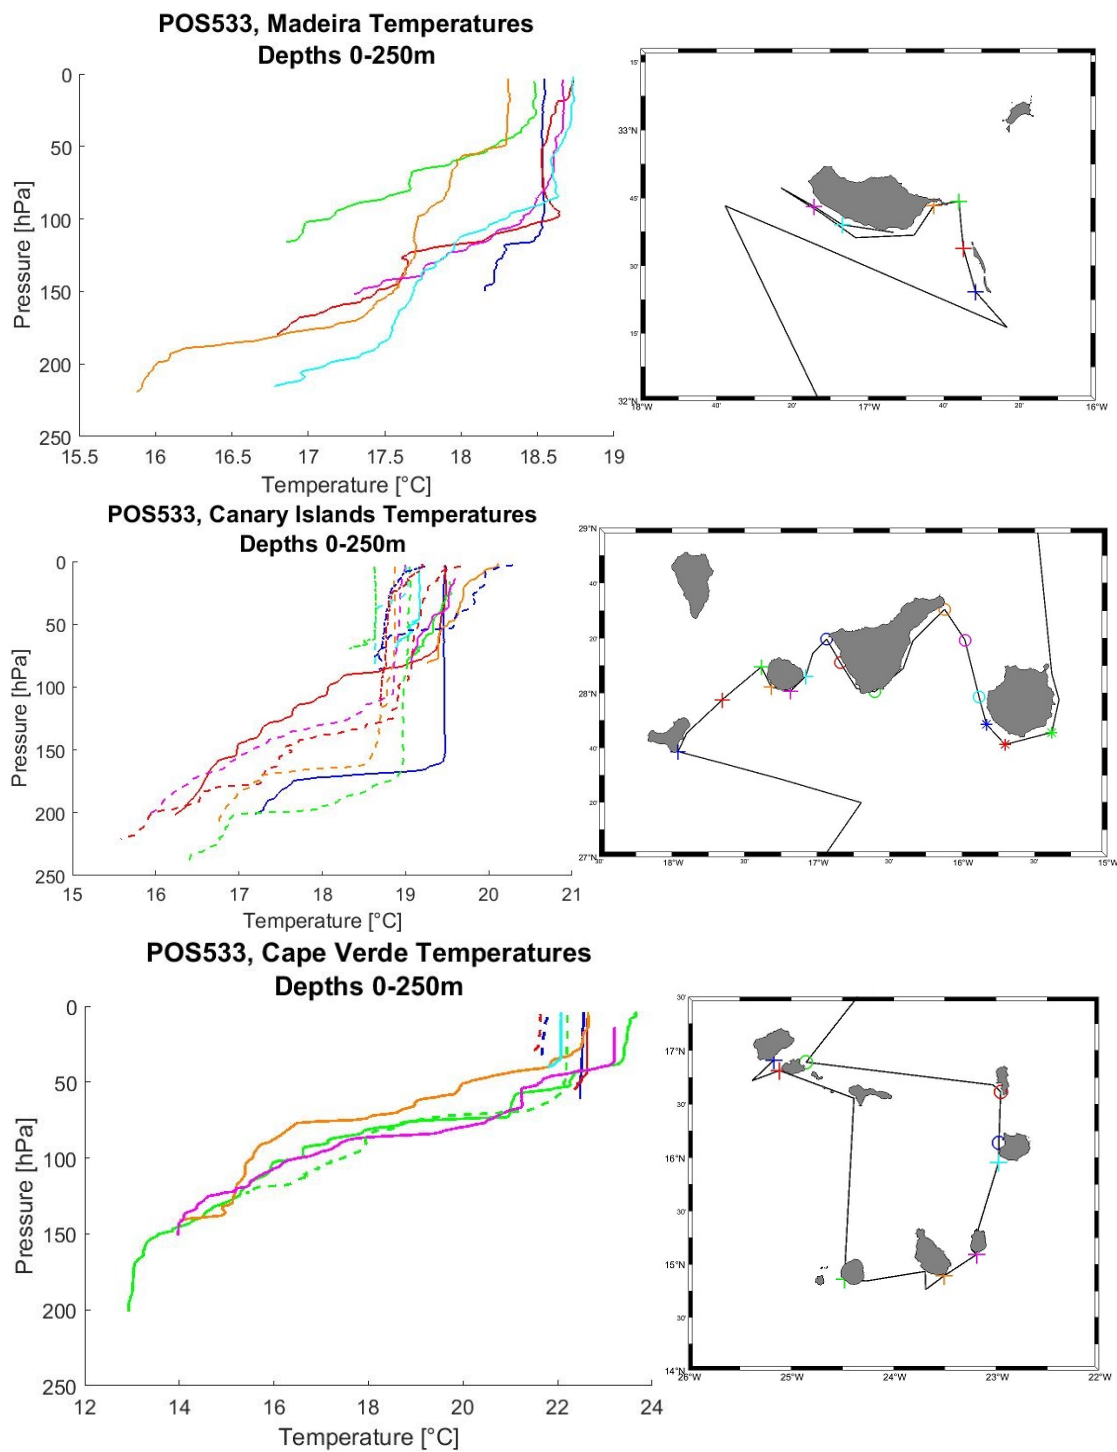 POS533, Madeira Temperatures
Depths 0-250m
0
50
100
150
200
250
Pressure [hPa]
15.5 16 16.5 17 17.5 18 18.5 19
Temperature [°C]
15'
33°N
45'
30'
15'
32°N
18°W 40' 20' 17°W 40' 20' 16°W
POS533, Canary Islands Temperatures
Depths 0-250m
0
50
100
150
200
250
Pressure [hPa]
15 16 17 18 19 20 21
Temperature [°C]
29°N
40'
20'
28°N
40'
20'
27°N
30' 18°W 30' 17°W 30' 16°W 30' 15°W
POS533, Cape Verde Temperatures
Depths 0-250m
0
50
100
150
200
250
Pressure [hPa]
12 14 16 18 20 22 24
Temperature [°C]
30'
17°N
30'
16°N
30'
15°N
30'
14°N
26°W 25°W 24°W 23°W 22°W